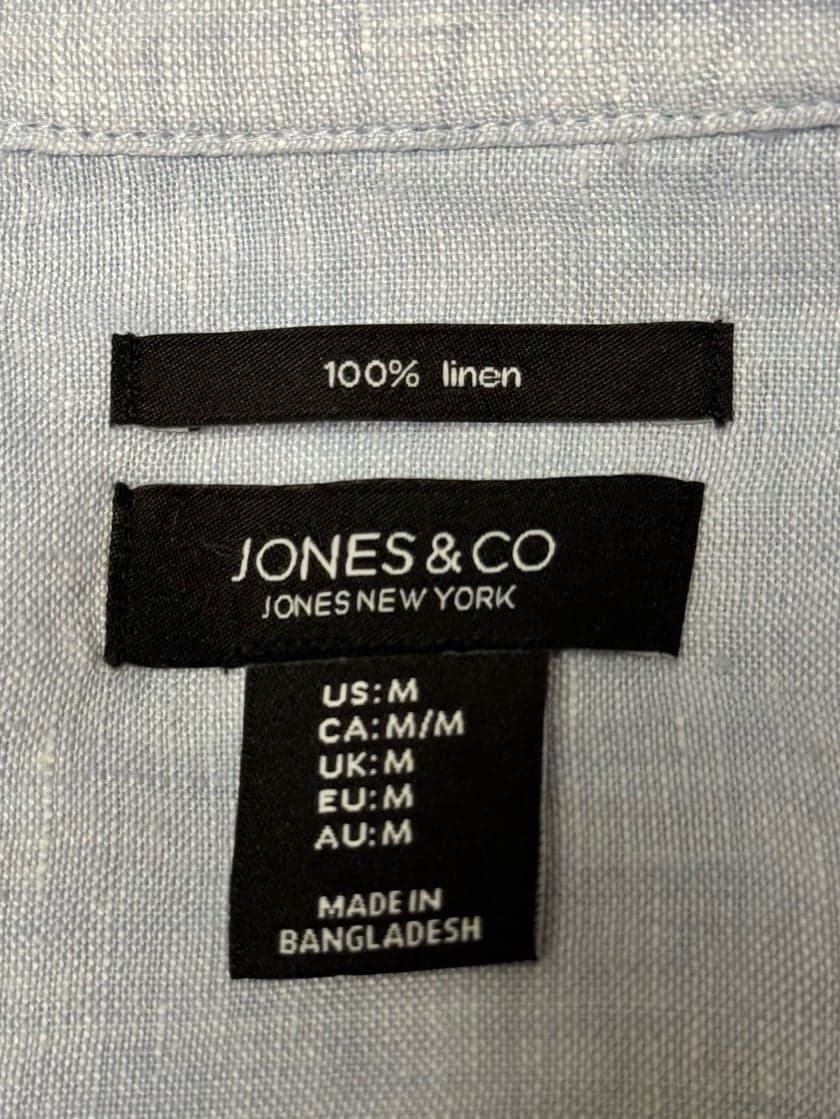 100% linen
JONES & CO
JONES NEW YORK
US: M
CA: M/M
UK: M
EU: M
AU: M
MADE IN
BANGLADESH